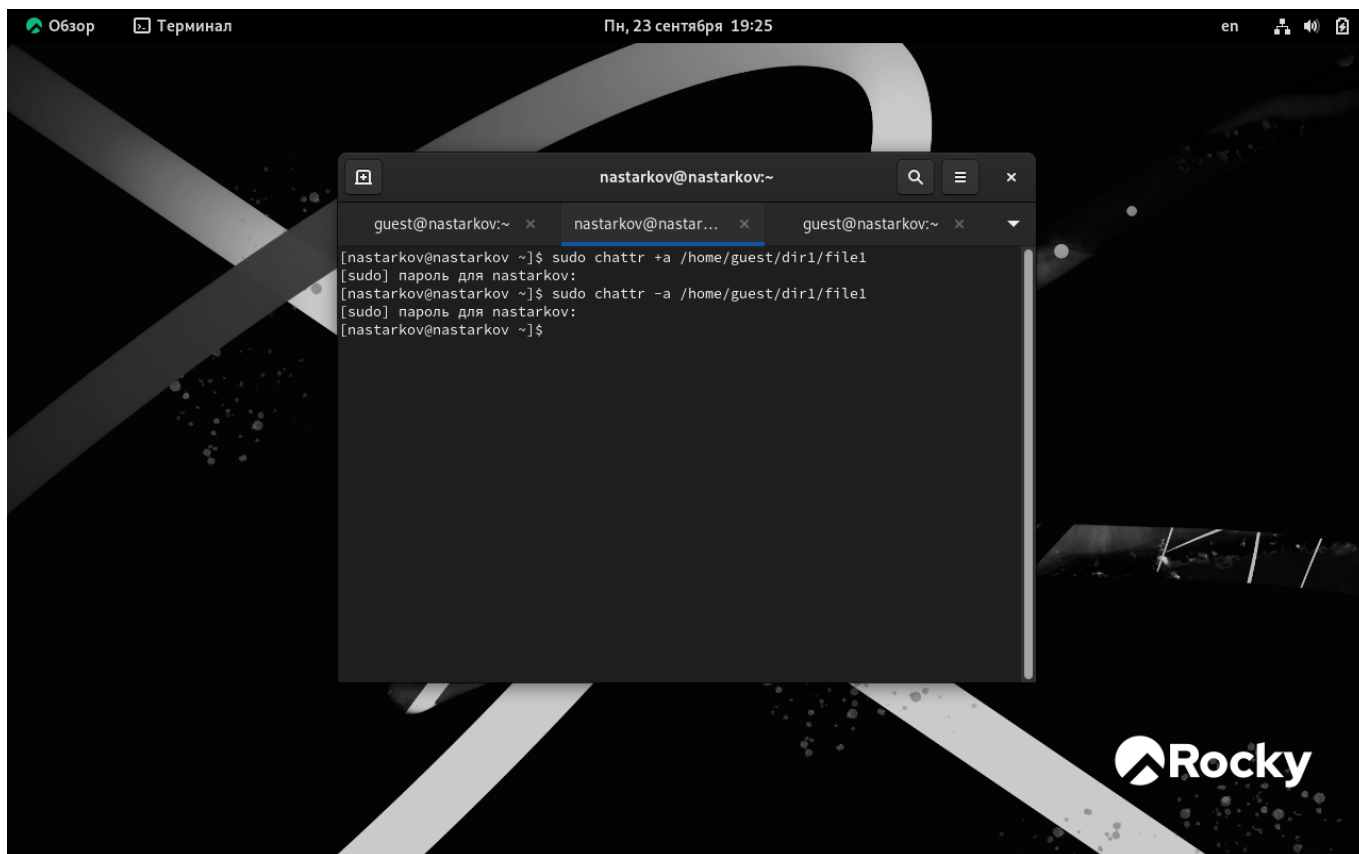 Обзор Терминал Пн, 23 сентября 19:25 en
nastarkov@nastarkov:~
guest@nastarkov:~ nastarkov@nastar... guest@nastarkov:~
[nastarkov@nastarkov ~]$ sudo chattr +a /home/guest/dir1/file1
[sudo] пароль для nastarkov:
[nastarkov@nastarkov ~]$ sudo chattr -a /home/guest/dir1/file1
[sudo] пароль для nastarkov:
[nastarkov@nastarkov ~]$
Rocky